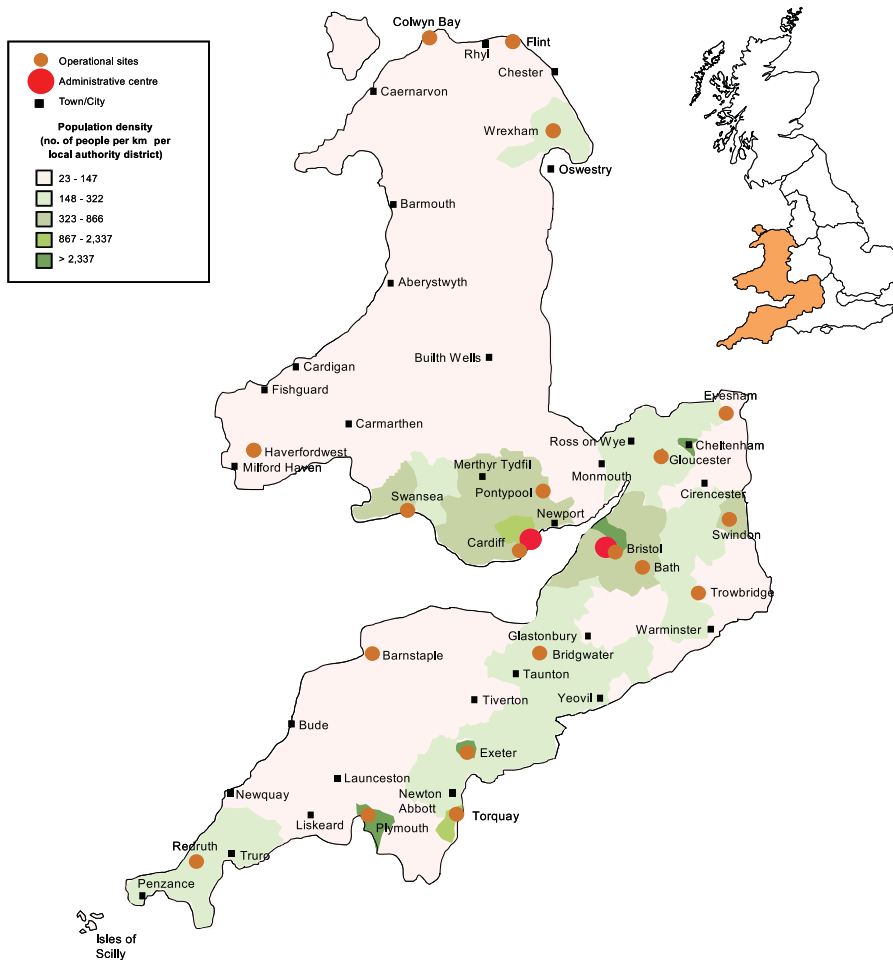 Colwyn Bay
Flint
Rhyl
Chester
Operational sites
Administrative centre
Town/City
Population density
(no. of people per km per
local authority district)
23 - 147
148 - 322
323 - 866
867 - 2,337
> 2,337
Caernarvon
Wrexham
Oswestry
Barmouth
Aberystwyth
Builth Wells
Cardigan
Fishguard
Carmarthen
Haverfordwest
Milford Haven
Merthyr Tydfil
Pontypool
Swansea
Newport
Cardiff
Evesham
Ross on Wye
Cheltenham
Gloucester
Monmouth
Cirencester
Swindon
Bristol
Bath
Trowbridge
Warminster
Glastonbury
Bridgwater
Barnstaple
Taunton
Tiverton
Yeovil
Bude
Exeter
Launceston
Newquay
Newton
Abbott
Liskeard
Plymouth
Torquay
Redruth
Truro
Penzance
Isles of
Scilly